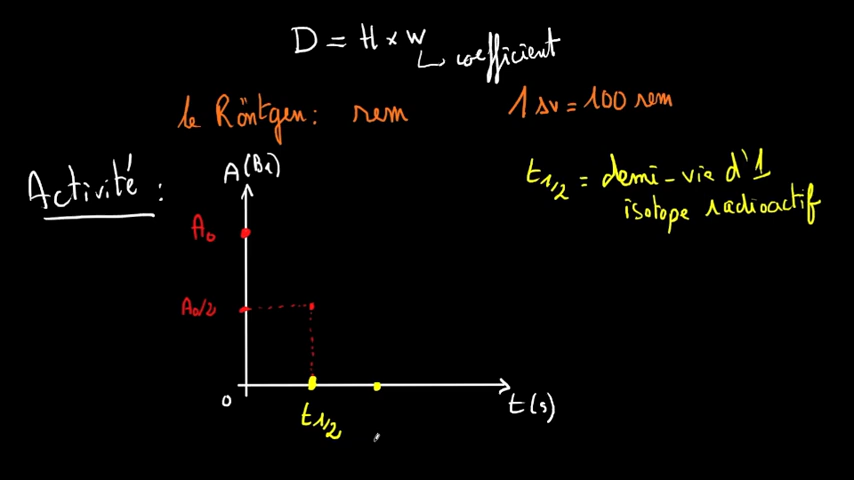 D = H × W
coefficient
le Röntgen : rem
1 sv = 100 rem
Activité :
A (Bq)
t1/2 = demi-vie d'1
isotope radioactif
A0
A0/2
0
t1/2
t(s)